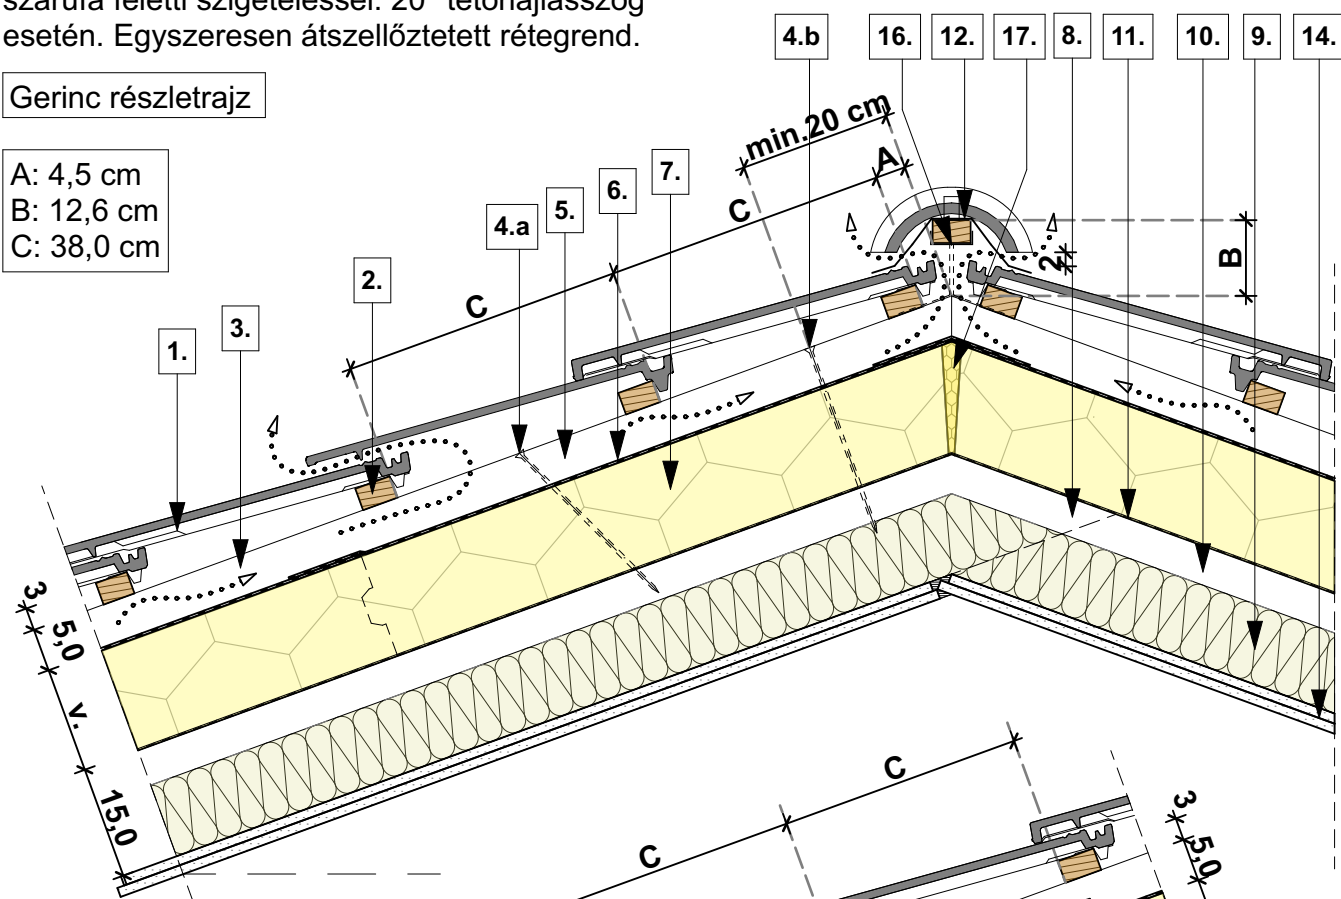 szarufa feletti szigeteléssel. 20° tetőhajlásszög
esetén. Egyszeresen átszellőztetett rétegrend.
Gerinc részletrajz
A: 4,5 cm
B: 12,6 cm
C: 38,0 cm
4.b
16.
12.
17.
8.
11.
10.
9.
14.
min.20 cm
A
C
7.
6.
5.
4.a
2.
C
3.
1.
2
B
3
5,0
v.
15,0
C
C
3
5,0